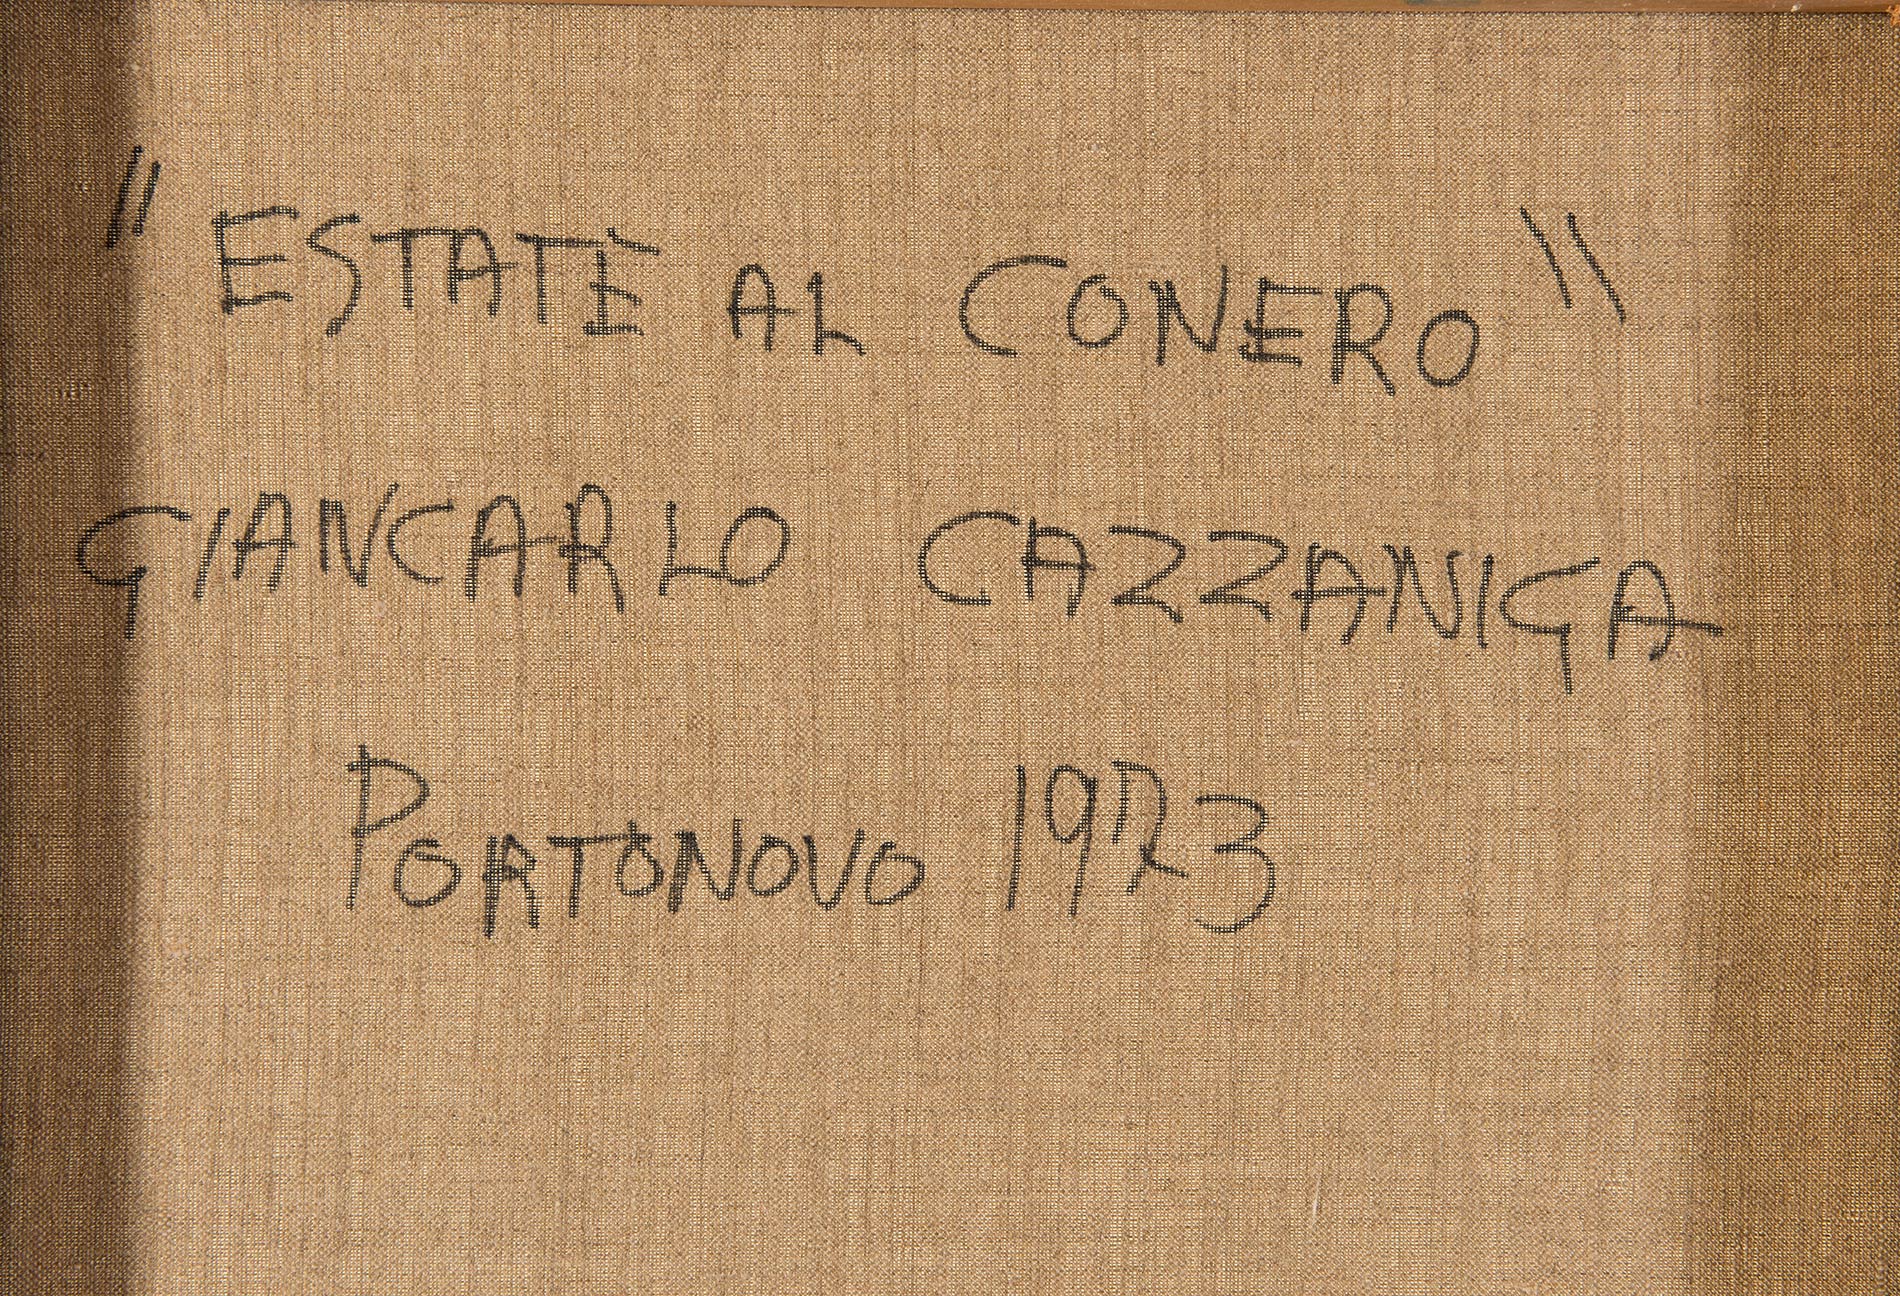 "ESTATE AL CONERO"
GIANCARLO CAZZANIGA
PORTONOVO 1973